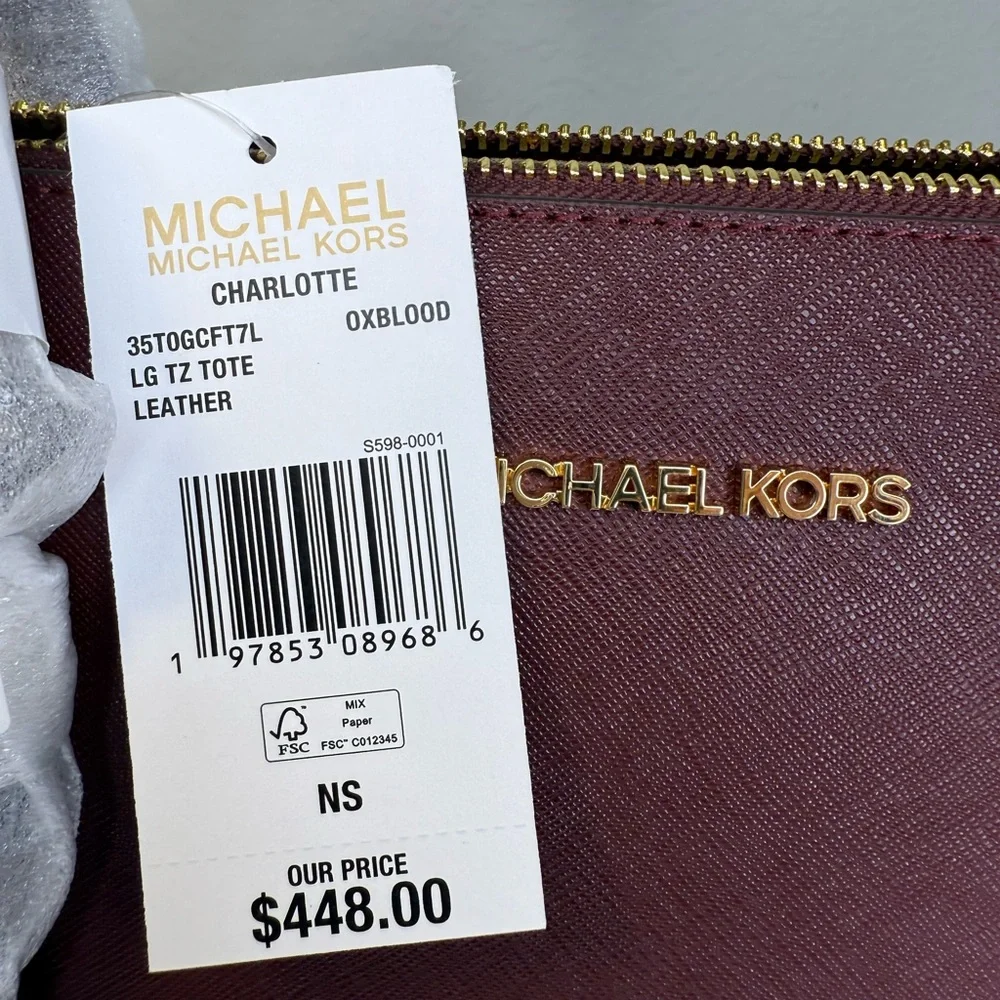 MICHAEL
MICHAEL KORS
CHARLOTTE
35T0GCFT7L OXBLOOD
LG TZ TOTE
LEATHER
S598-0001
1 97853 08968 6
MIX
Paper
FSC™ C012345
FSC
NS
OUR PRICE
$448.00
MICHAEL KORS